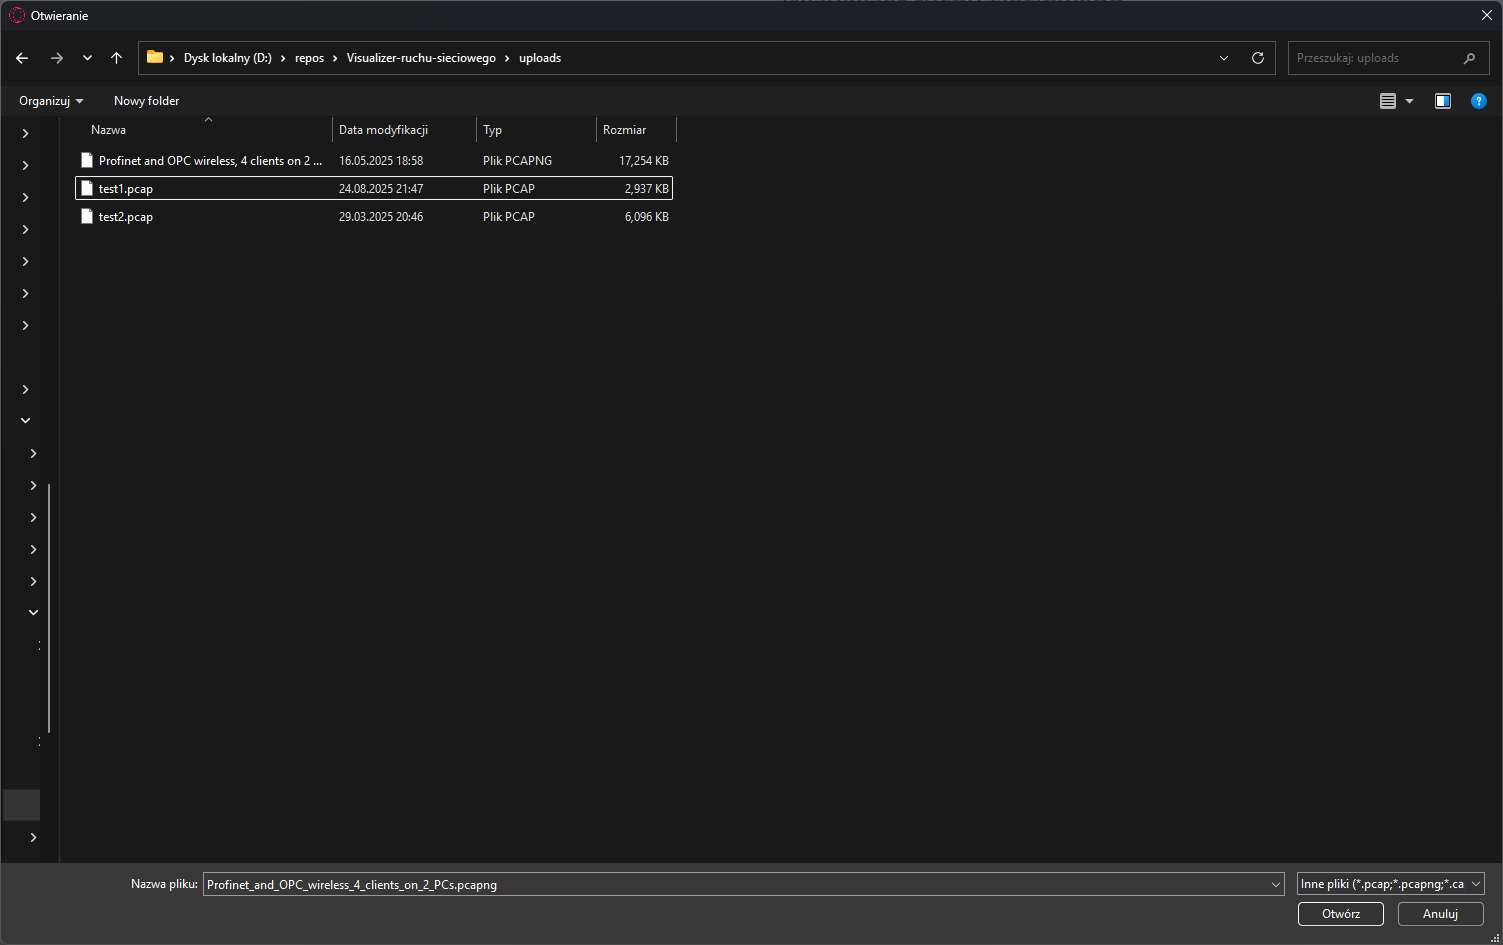 Otwieranie
Dysk lokalny (D:) repos Visualizer-ruchu-sieciowego uploads
Przeszukaj: uploads
Organizuj Nowy folder
Nazwa Data modyfikacji Typ Rozmiar
Profinet and OPC wireless, 4 clients on 2 ... 16.05.2025 18:58 Plik PCAPNG 17,254 KB
test1.pcap 24.08.2025 21:47 Plik PCAP 2,937 KB
test2.pcap 29.03.2025 20:46 Plik PCAP 6,096 KB
Nazwa pliku: Profinet_and_OPC_wireless_4_clients_on_2_PCs.pcapng Inne pliki (*.pcap;*.pcapng;*.ca
Otwórz Anuluj